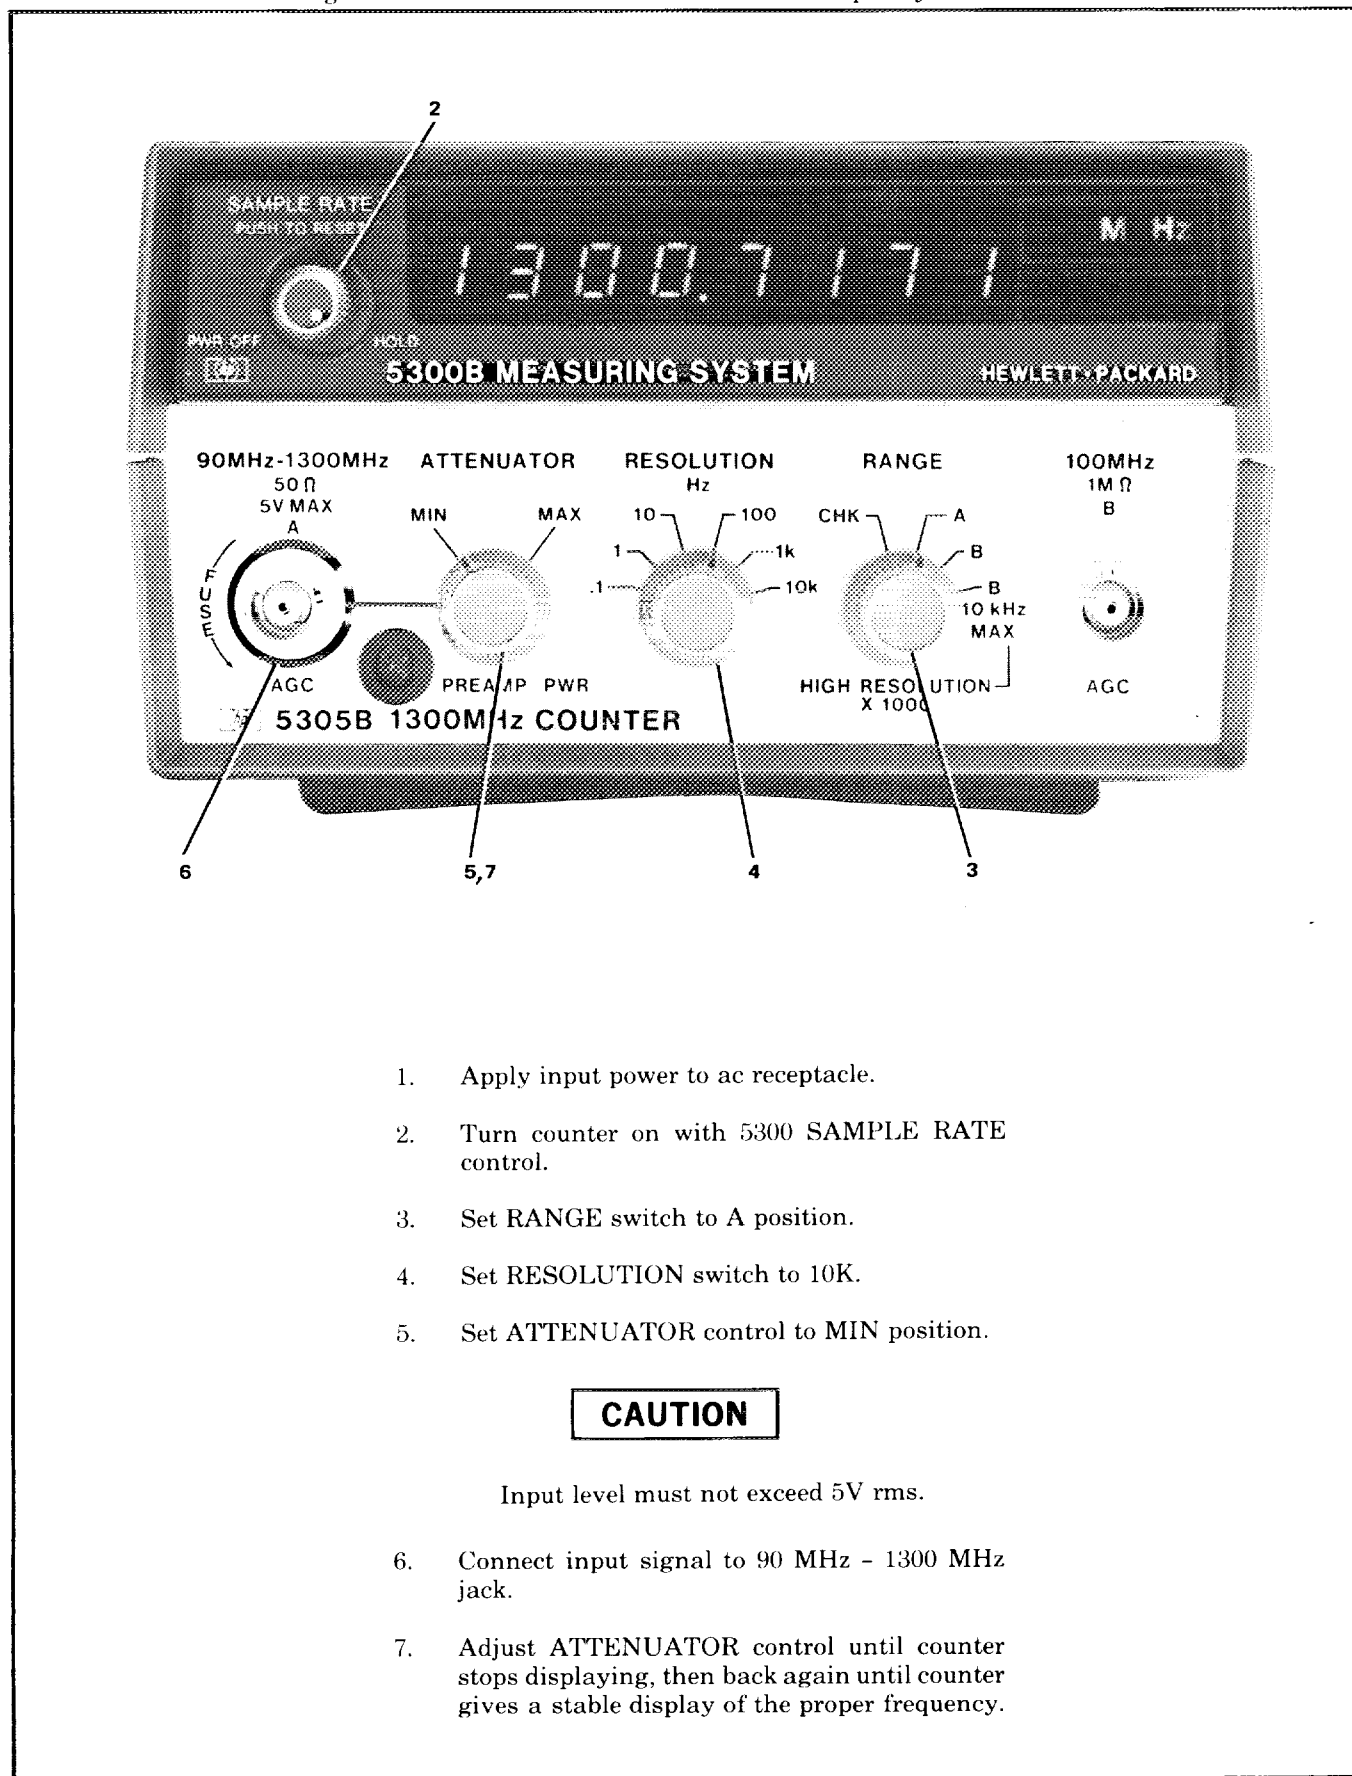 2
SAMPLE RATE
PUSH TO RESET
1300.7171
M Hz
PWR OFF
HOLD
5300B MEASURING SYSTEM
HEWLETT·PACKARD
90MHz-1300MHz
50 Ω
5V MAX
A
FUSE
AGC
ATTENUATOR
MIN
MAX
PREAMP PWR
RESOLUTION
Hz
.1
1
10
100
1k
10k
RANGE
CHK
A
B
B
10 kHz
MAX
HIGH RESOLUTION
X 1000
100MHz
1M Ω
B
AGC
5305B 1300MHz COUNTER
6
5,7
4
3
1. Apply input power to ac receptacle.
2. Turn counter on with 5300 SAMPLE RATE
control.
3. Set RANGE switch to A position.
4. Set RESOLUTION switch to 10K.
5. Set ATTENUATOR control to MIN position.
CAUTION
Input level must not exceed 5V rms.
6. Connect input signal to 90 MHz - 1300 MHz
jack.
7. Adjust ATTENUATOR control until counter
stops displaying, then back again until counter
gives a stable display of the proper frequency.